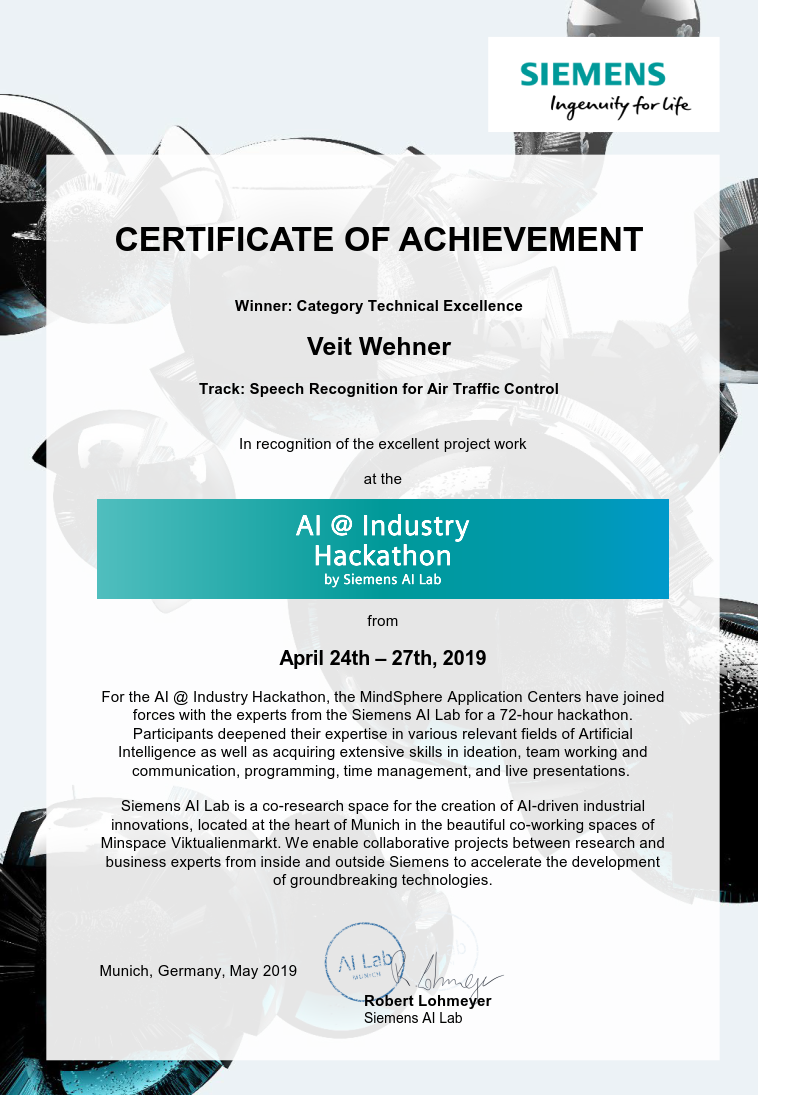 SIEMENS
Ingenuity for life
CERTIFICATE OF ACHIEVEMENT
Winner: Category Technical Excellence
Veit Wehner
Track: Speech Recognition for Air Traffic Control
In recognition of the excellent project work
at the
AI @ Industry
Hackathon
by Siemens AI Lab
from
April 24th – 27th, 2019
For the AI @ Industry Hackathon, the MindSphere Application Centers have joined
forces with the experts from the Siemens AI Lab for a 72-hour hackathon.
Participants deepened their expertise in various relevant fields of Artificial
Intelligence as well as acquiring extensive skills in ideation, team working and
communication, programming, time management, and live presentations.
Siemens AI Lab is a co-research space for the creation of AI-driven industrial
innovations, located at the heart of Munich in the beautiful co-working spaces of
Minspace Viktualienmarkt. We enable collaborative projects between research and
business experts from inside and outside Siemens to accelerate the development
of groundbreaking technologies.
AI Lab
MUNICH
R. Lohmeyer
Munich, Germany, May 2019
Robert Lohmeyer
Siemens AI Lab